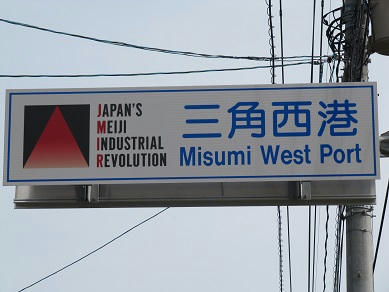 JAPAN'S
MEIJI
INDUSTRIAL
REVOLUTION
三角西港
Misumi West Port